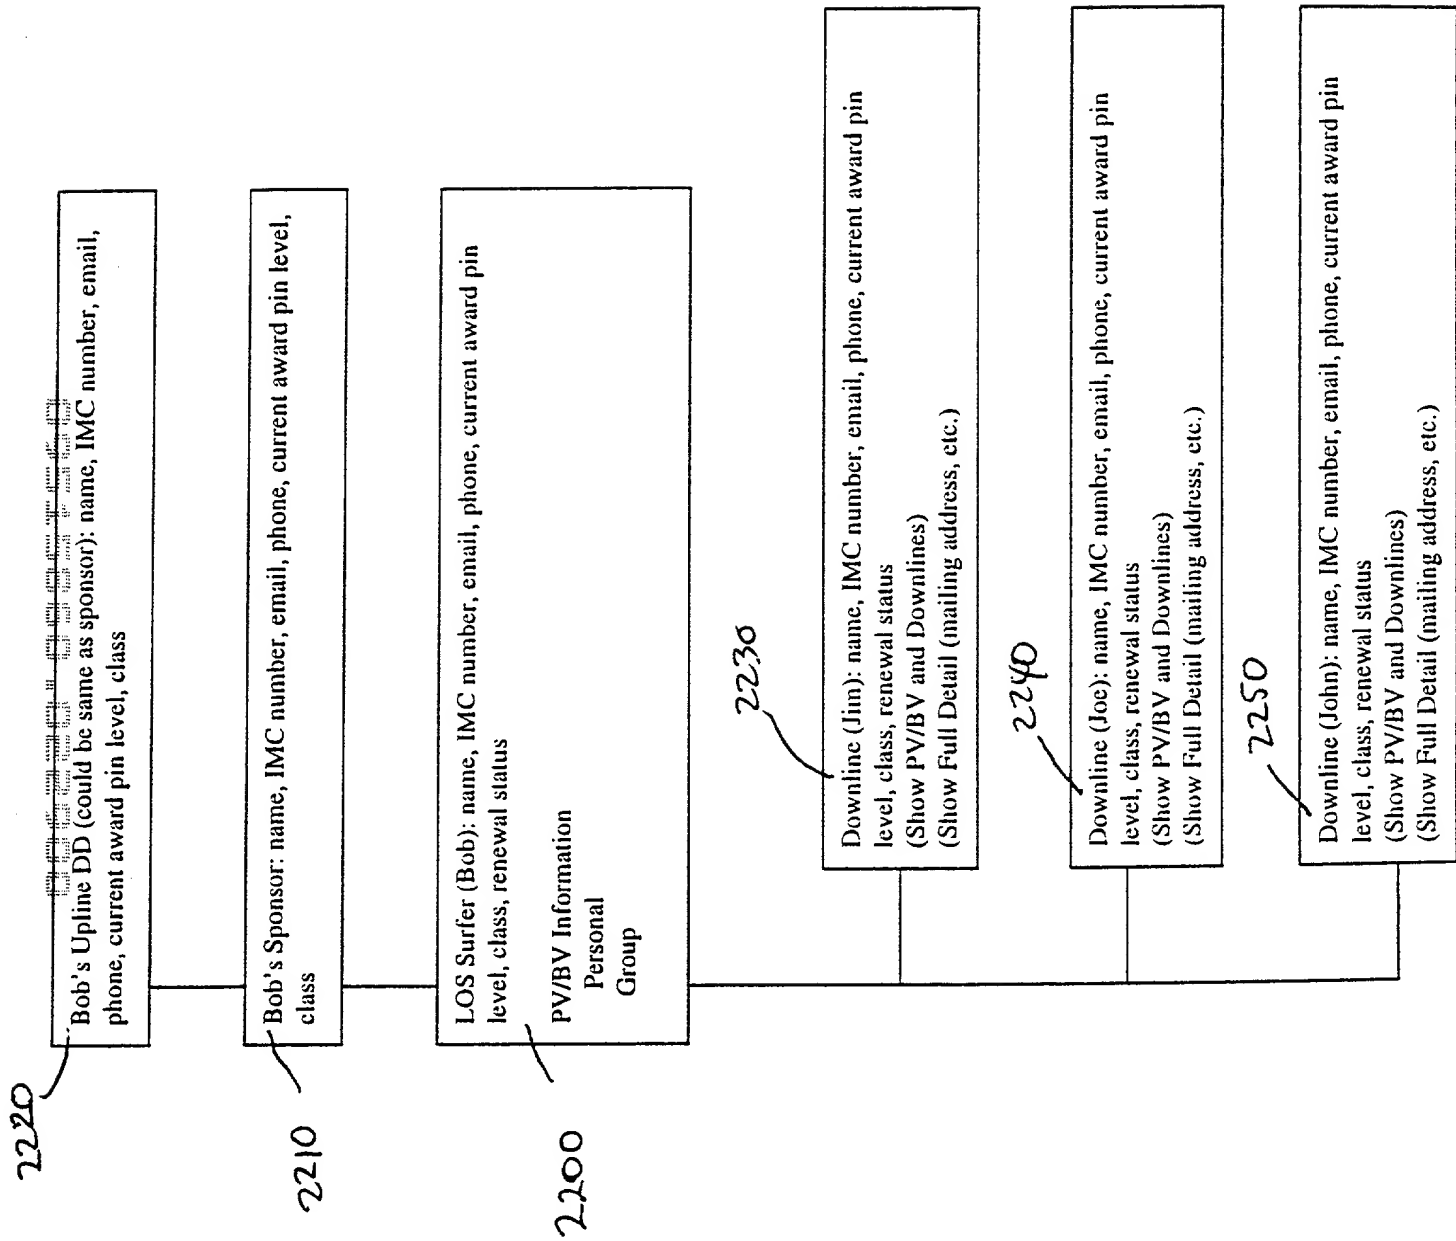 2220
Bob's Upline DD (could be same as sponsor): name, IMC number, email,
phone, current award pin level, class
2210
Bob's Sponsor: name, IMC number, email, phone, current award pin level,
class
2200
LOS Surfer (Bob): name, IMC number, email, phone, current award pin
level, class, renewal status
PV/BV Information
Personal
Group
2230
Downline (Jim): name, IMC number, email, phone, current award pin
level, class, renewal status
(Show PV/BV and Downlines)
(Show Full Detail (mailing address, etc.)
2240
Downline (Joe): name, IMC number, email, phone, current award pin
level, class, renewal status
(Show PV/BV and Downlines)
(Show Full Detail (mailing address, etc.)
2250
Downline (John): name, IMC number, email, phone, current award pin
level, class, renewal status
(Show PV/BV and Downlines)
(Show Full Detail (mailing address, etc.)